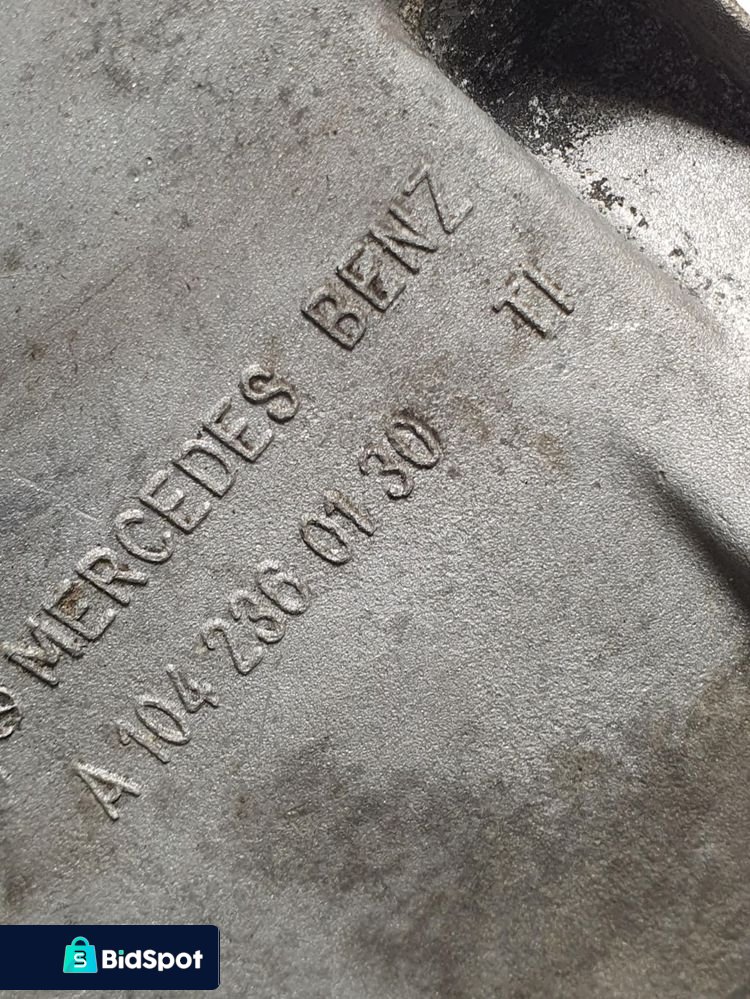 MERCEDES BENZ
A 104 236 01 30
11
BidSpot